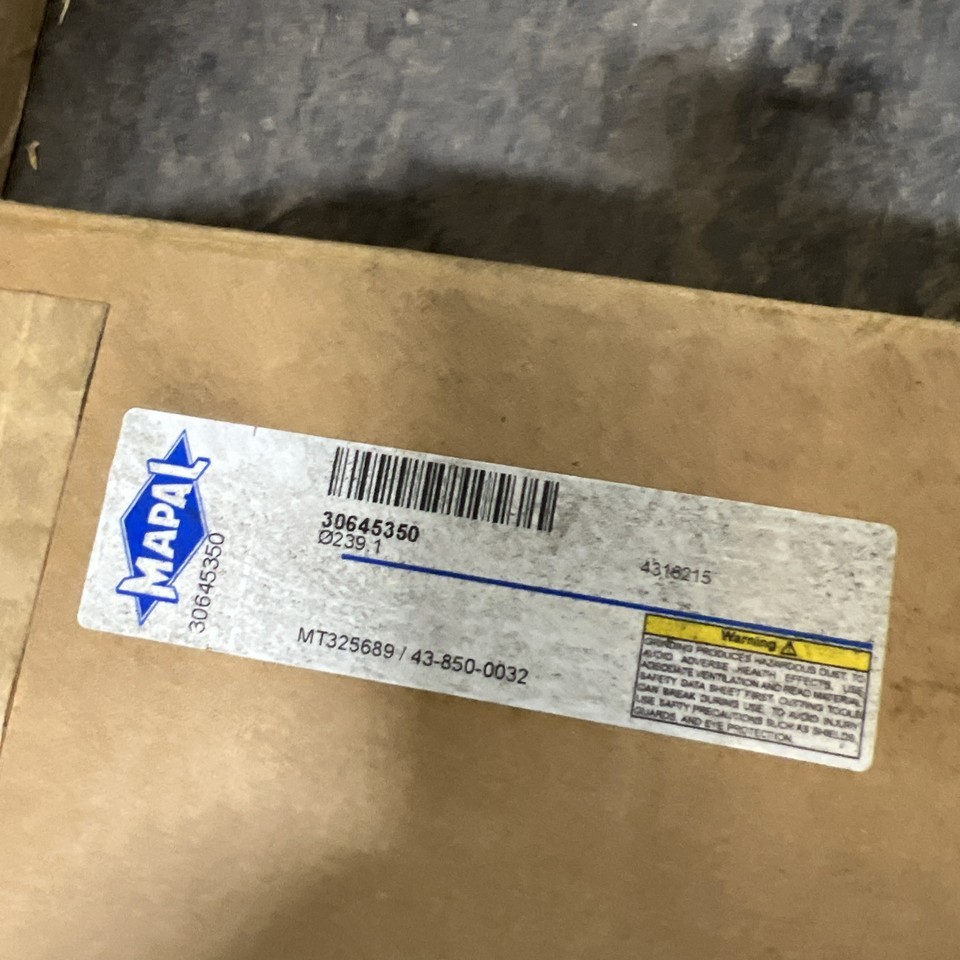 MAPAL
30645350
30645350
Ø239.1
4316215
MT325689 / 43-850-0032
Warning
GRINDING PRODUCES HAZARDOUS DUST. TO
AVOID ADVERSE HEALTH EFFECTS, USE
ADEQUATE VENTILATION AND READ MATERIAL
SAFETY DATA SHEET FIRST. CUTTING TOOLS
CAN BREAK DURING USE. TO AVOID INJURY
USE SAFTY PRECAUTIONS SUCH AS SHIELDS,
GUARDS, AND EYE PROTECTION.